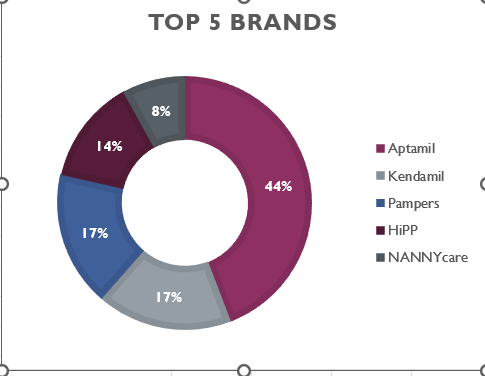 TOP 5 BRANDS
8%
14%
44%
17%
17%
Aptamil
Kendamil
Pampers
HiPP
NANNYcare